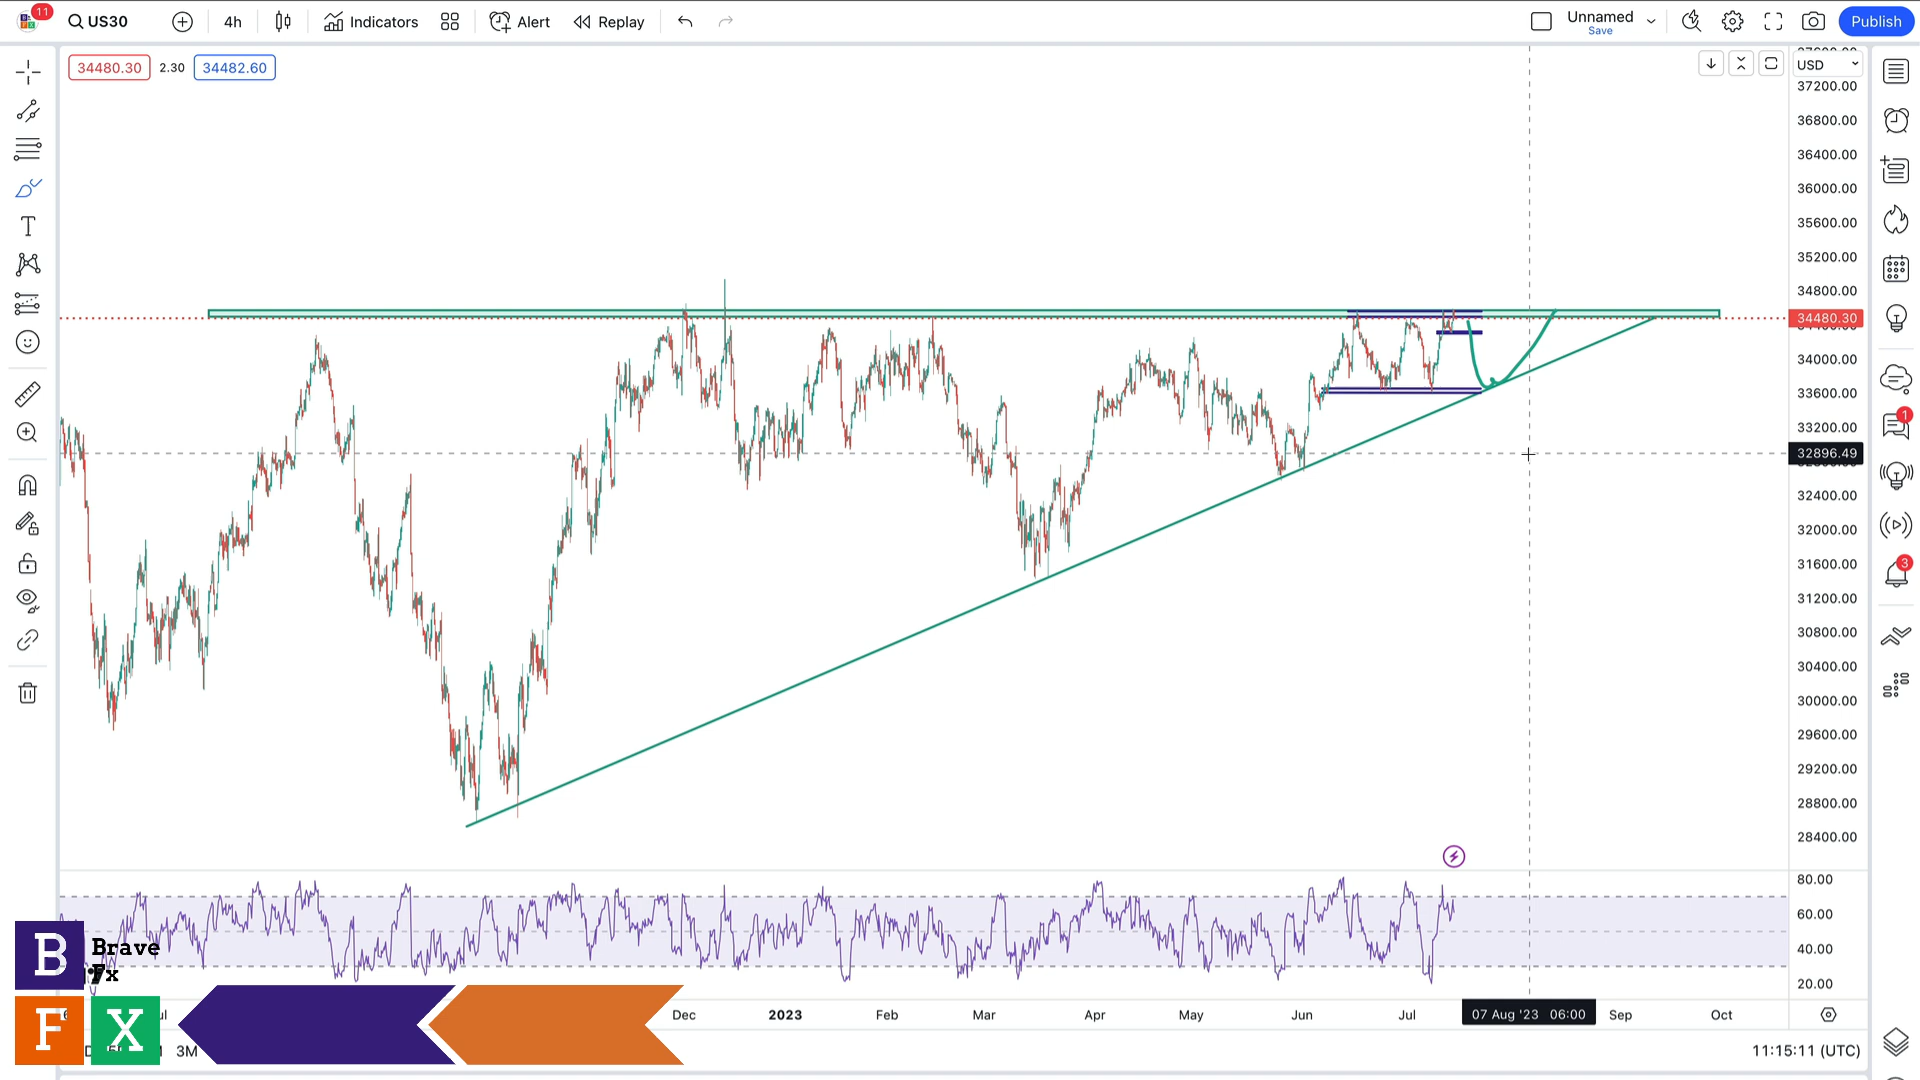 11
US30
4h
Indicators
Alert
Replay
Unnamed
Save
Publish
34480.30
2.30
34482.60
USD
37200.00
36800.00
36400.00
36000.00
35600.00
35200.00
34800.00
34480.30
34000.00
33600.00
33200.00
32896.49
32400.00
32000.00
31600.00
31200.00
30800.00
30400.00
30000.00
29600.00
29200.00
28800.00
28400.00
80.00
60.00
40.00
20.00
1
3
B
Brave
Fx
F X
Dec 2023 Feb Mar Apr May Jun Jul 07 Aug '23 06:00 Sep Oct
3M
11:15:11 (UTC)